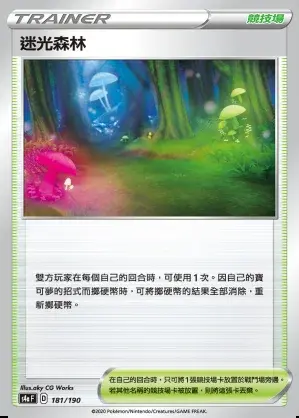 TRAINER 競技場
迷光森林
雙方玩家在每個自己的回合時，可使用1次。因自己的寶
可夢的招式而擲硬幣時，可將擲硬幣的結果全部消除，重
新擲硬幣。
Illus.aky CG Works
s4a F D 181/190
在自己的回合時，只可將1張競技場卡放置於戰鬥場旁邊。
若其他名稱的競技場卡被放置，則將這張卡丟棄。
©2020 Pokémon/Nintendo/Creatures/GAME FREAK.